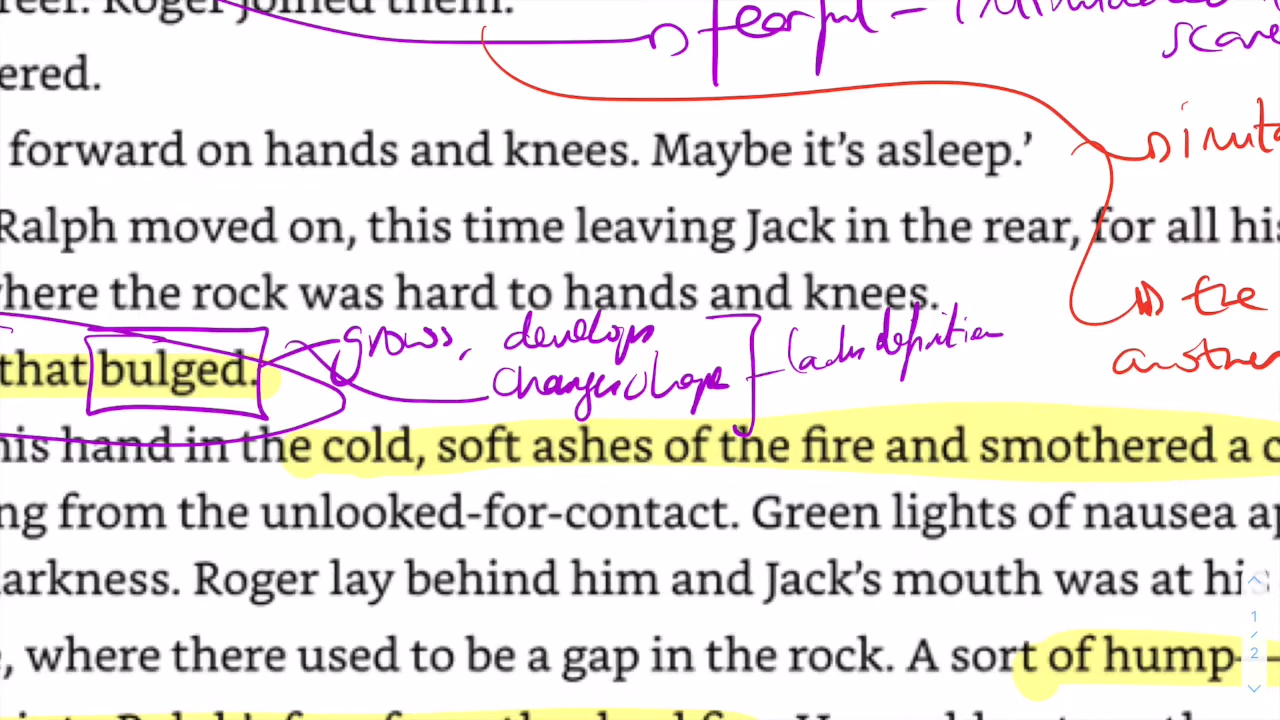 Roger joined them.
fearful -
scare
ered.
forward on hands and knees. Maybe it's asleep.'
Ralph moved on, this time leaving Jack in the rear, for all his
where the rock was hard to hands and knees.
the
another
that bulged.
grows, develops
changes shape
lacks definition
his hand in the cold, soft ashes of the fire and smothered a c
ng from the unlooked-for-contact. Green lights of nausea ap
arkness. Roger lay behind him and Jack's mouth was at his
1
/
2
, where there used to be a gap in the rock. A sort of hump—